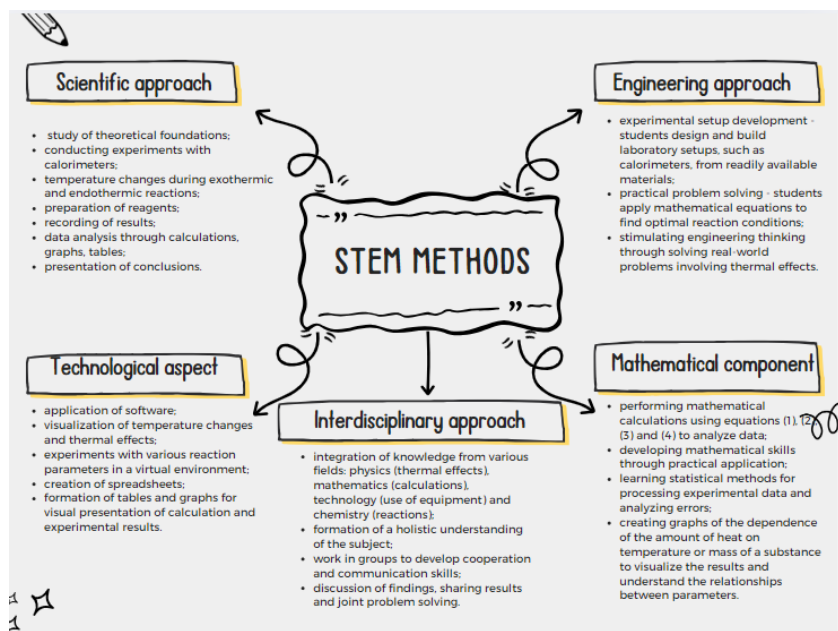 Scientific approach
• study of theoretical foundations;
• conducting experiments with
calorimeters;
• temperature changes during exothermic
and endothermic reactions;
• preparation of reagents;
• recording of results;
• data analysis through calculations,
graphs, tables;
• presentation of conclusions.
Engineering approach
• experimental setup development -
students design and build
laboratory setups, such as
calorimeters, from readily available
materials;
• practical problem solving - students
apply mathematical equations to
find optimal reaction conditions;
• stimulating engineering thinking
through solving real-world
problems involving thermal effects.
STEM METHODS
Technological aspect
• application of software;
• visualization of temperature changes
and thermal effects;
• experiments with various reaction
parameters in a virtual environment;
• creation of spreadsheets;
• formation of tables and graphs for
visual presentation of calculation and
experimental results.
Interdisciplinary approach
• integration of knowledge from various
fields: physics (thermal effects),
mathematics (calculations),
technology (use of equipment) and
chemistry (reactions);
• formation of a holistic understanding
of the subject;
• work in groups to develop cooperation
and communication skills;
• discussion of findings, sharing results
and joint problem solving.
Mathematical component
• performing mathematical
calculations using equations (1), (2),
(3) and (4) to analyze data;
• developing mathematical skills
through practical application;
• learning statistical methods for
processing experimental data and
analyzing errors;
• creating graphs of the dependence
of the amount of heat on
temperature or mass of a substance
to visualize the results and
understand the relationships
between parameters.